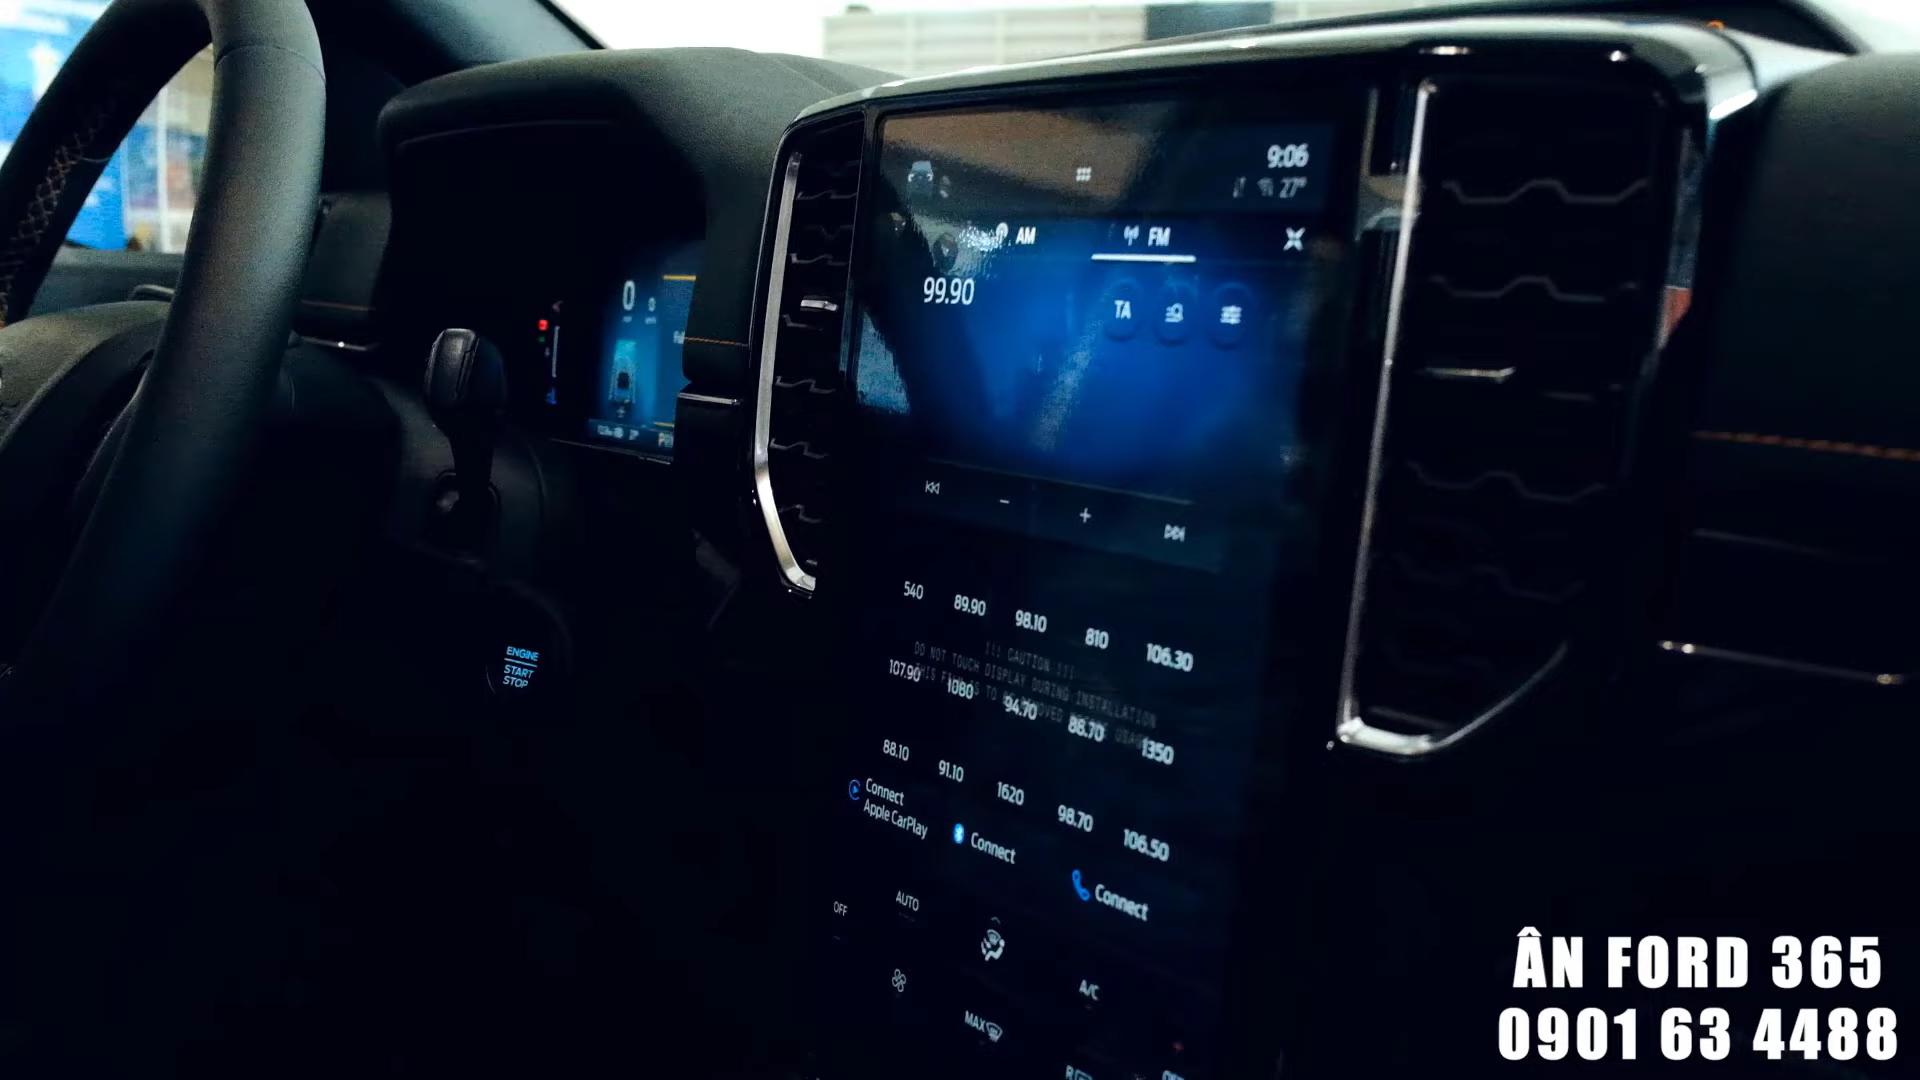 9:06
27°
AM FM
99.90
TA
0
540 89.90 98.10 810 106.30
!!! CAUTION !!!
DO NOT TOUCH DISPLAY DURING INSTALLATION
107.90 1080 94.70 88.70 1350
88.10 91.10 1620 98.70 106.50
Connect
Apple CarPlay
Connect
Connect
OFF AUTO
A/C
MAX
ENGINE
START
STOP
ÂN FORD 365
0901 63 4488